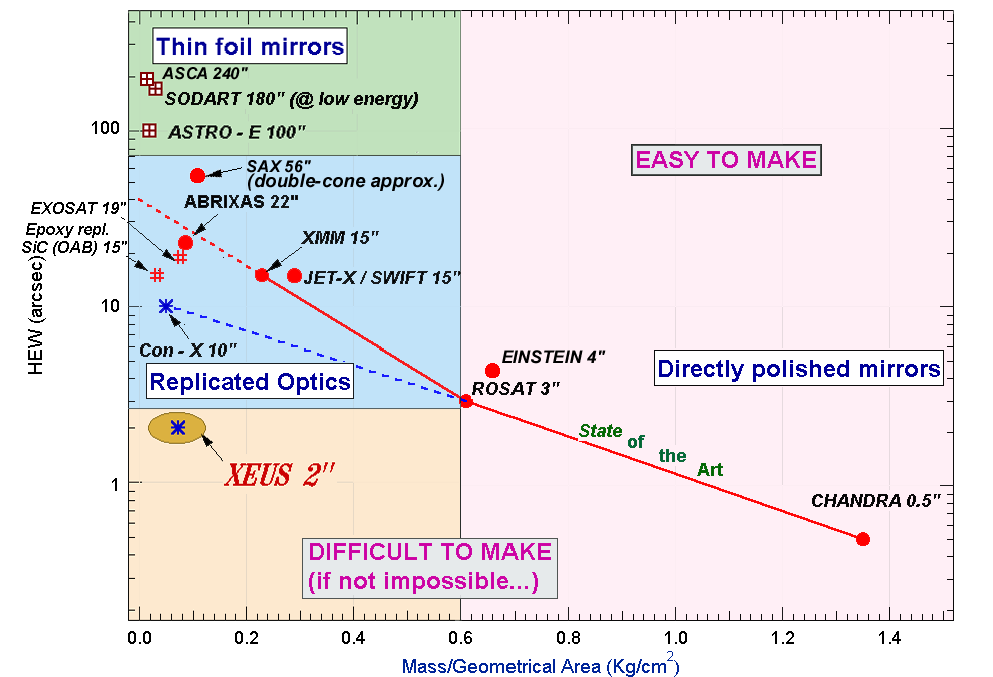 Thin foil mirrors
ASCA 240"
SODART 180" (@ low energy)
100
ASTRO - E 100"
EASY TO MAKE
SAX 56"
(double-cone approx.)
ABRIXAS 22"
EXOSAT 19"
Epoxy repl.
SiC (OAB) 15"
XMM 15"
JET-X / SWIFT 15"
HEW (arcsec)
10
Con - X 10"
EINSTEIN 4"
Directly polished mirrors
Replicated Optics
ROSAT 3"
State of the Art
XEUS 2"
1
CHANDRA 0.5"
DIFFICULT TO MAKE
(if not impossible...)
0.0 0.2 0.4 0.6 0.8 1.0 1.2 1.4
Mass/Geometrical Area (Kg/cm2)